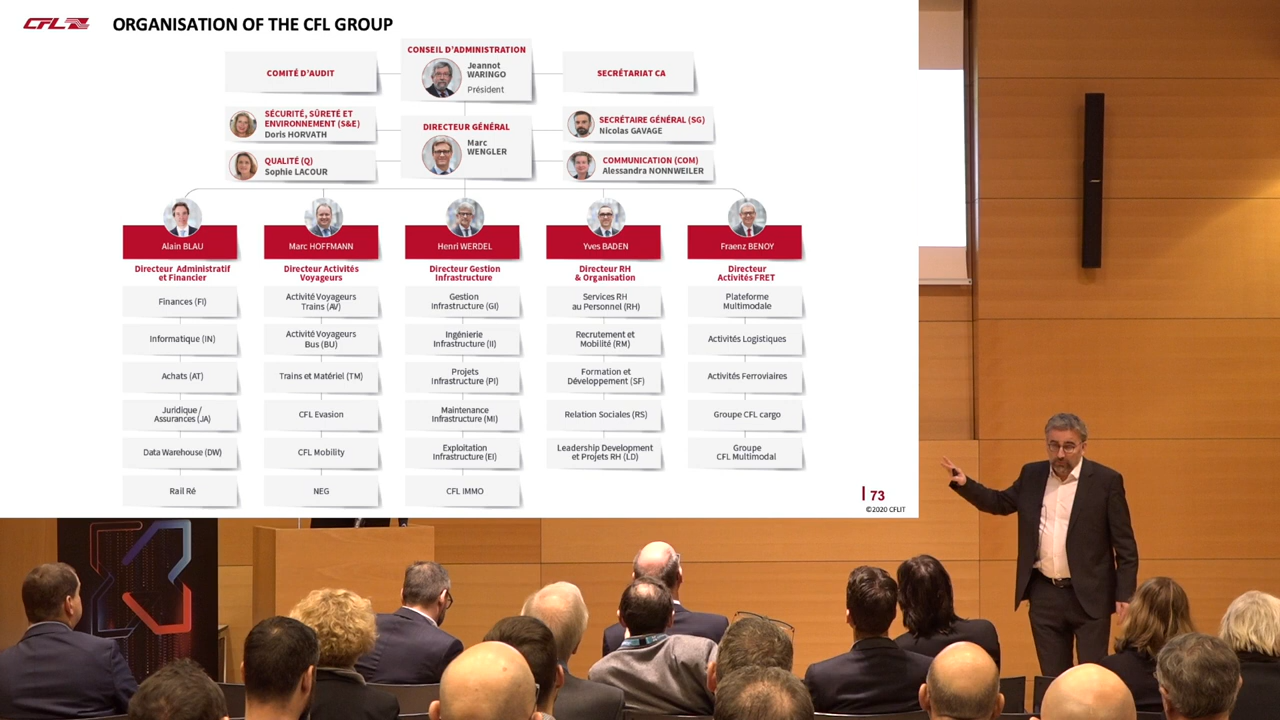 CFL
ORGANISATION OF THE CFL GROUP
COMITÉ D'AUDIT
CONSEIL D'ADMINISTRATION
Jeannot
WARINGO
Président
SECRÉTARIAT CA
SÉCURITÉ, SÛRETÉ ET
ENVIRONNEMENT (S&E)
Doris HORVATH
QUALITÉ (Q)
Sophie LACOUR
DIRECTEUR GÉNÉRAL
Marc
WENGLER
SECRÉTAIRE GÉNÉRAL (SG)
Nicolas GAVAGE
COMMUNICATION (COM)
Alessandra NONNWEILER
Alain BLAU
Directeur Administratif
et Financier
Finances (FI)
Informatique (IN)
Achats (AT)
Juridique /
Assurances (JA)
Data Warehouse (DW)
Rail Ré
Marc HOFFMANN
Directeur Activités
Voyageurs
Activité Voyageurs
Trains (AV)
Activité Voyageurs
Bus (BU)
Trains et Matériel (TM)
CFL Evasion
CFL Mobility
NEG
Henri WERDEL
Directeur Gestion
Infrastructure
Gestion
Infrastructure (GI)
Ingénierie
Infrastructure (II)
Projets
Infrastructure (PI)
Maintenance
Infrastructure (MI)
Exploitation
Infrastructure (EI)
CFL IMMO
Yves BADEN
Directeur RH
& Organisation
Services RH
au Personnel (RH)
Recrutement et
Mobilité (RM)
Formation et
Développement (SF)
Relation Sociales (RS)
Leadership Development
et Projets RH (LD)
Fraenz BENOY
Directeur
Activités FRET
Plateforme
Multimodale
Activités Logistiques
Activités Ferroviaires
Groupe CFL cargo
Groupe
CFL Multimodal
73
©2020 CFLIT